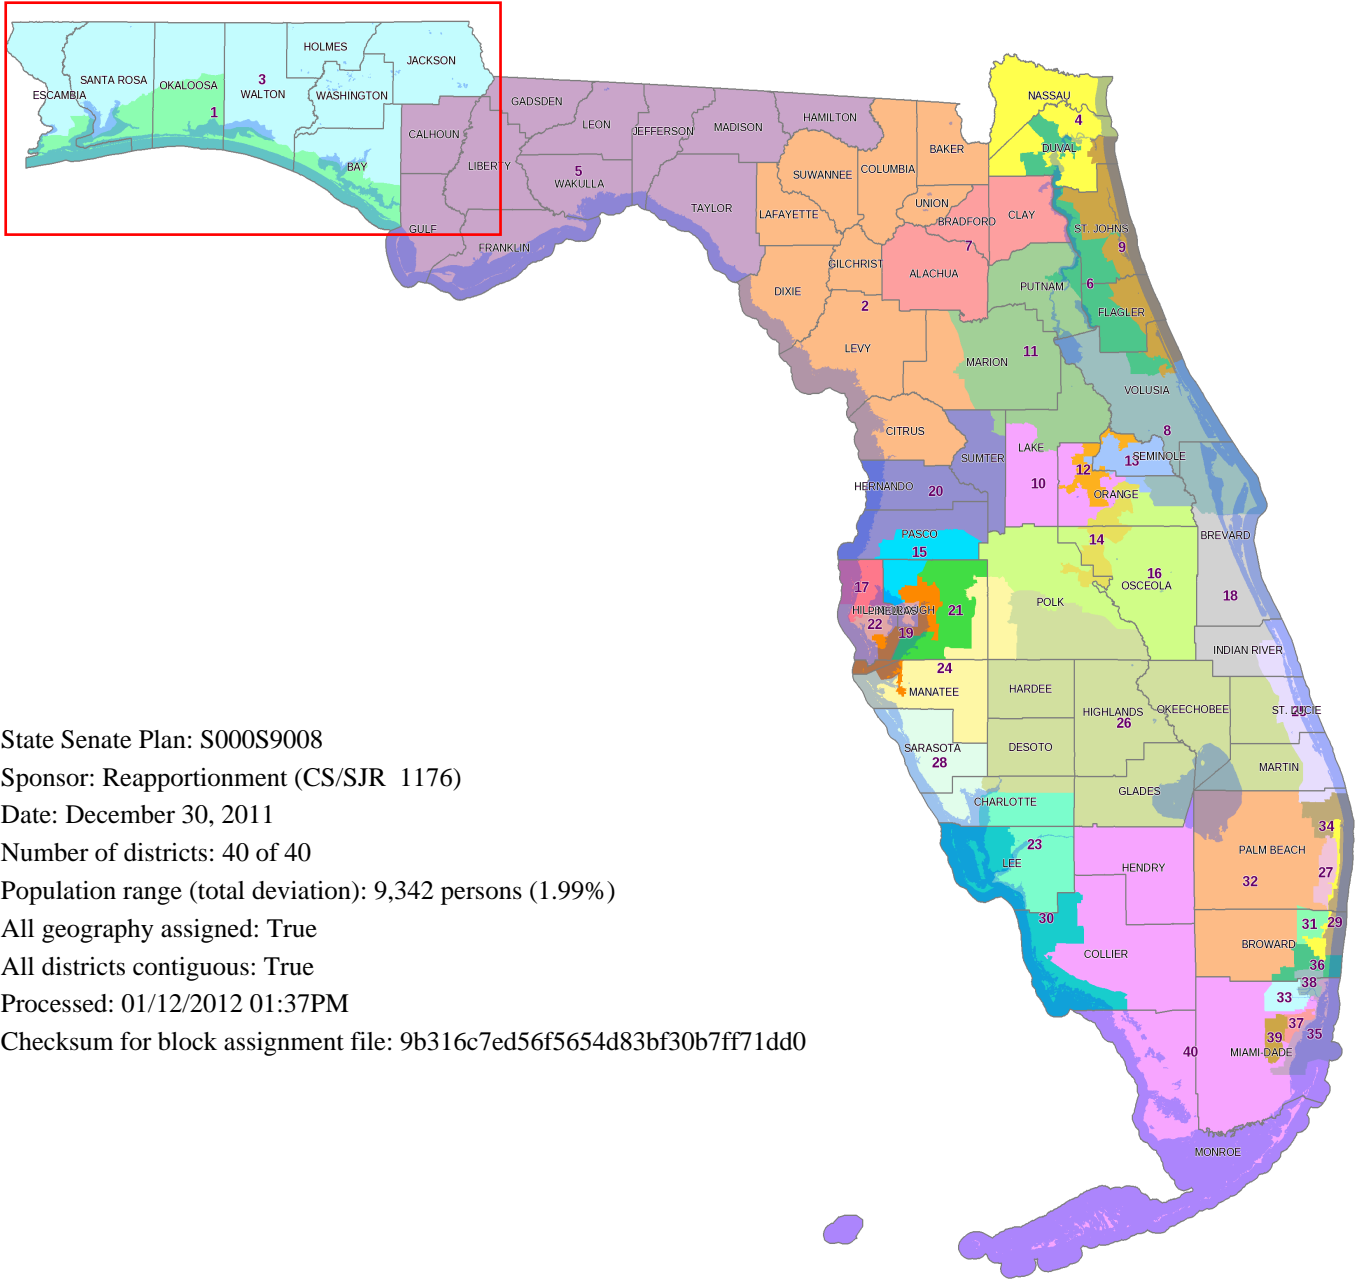 HOLMES
JACKSON
SANTA ROSA
OKALOOSA
3
WALTON
ESCAMBIA
WASHINGTON
1
CALHOUN
BAY
GULF
GADSDEN
LEON
JEFFERSON
MADISON
HAMILTON
LIBERTY
5
WAKULLA
TAYLOR
FRANKLIN
NASSAU
4
DUVAL
BAKER
COLUMBIA
SUWANNEE
UNION
LAFAYETTE
BRADFORD
CLAY
ST. JOHNS
7
9
GILCHRIST
ALACHUA
DIXIE
PUTNAM
6
2
FLAGLER
LEVY
MARION
11
VOLUSIA
8
CITRUS
LAKE
SUMTER
12
13
SEMINOLE
HERNANDO
20
10
ORANGE
PASCO
15
14
BREVARD
16
OSCEOLA
17
POLK
18
HILLSBOROUGH
PINELLAS
21
22
19
INDIAN RIVER
24
MANATEE
HARDEE
HIGHLANDS
26
OKEECHOBEE
ST. LUCIE
25
SARASOTA
28
DESOTO
MARTIN
GLADES
CHARLOTTE
34
23
LEE
HENDRY
PALM BEACH
27
32
30
31
29
BROWARD
COLLIER
36
38
33
37
39
35
MIAMI-DADE
40
MONROE
State Senate Plan: S000S9008
Sponsor: Reapportionment (CS/SJR 1176)
Date: December 30, 2011
Number of districts: 40 of 40
Population range (total deviation): 9,342 persons (1.99%)
All geography assigned: True
All districts contiguous: True
Processed: 01/12/2012 01:37PM
Checksum for block assignment file: 9b316c7ed56f5654d83bf30b7ff71dd0